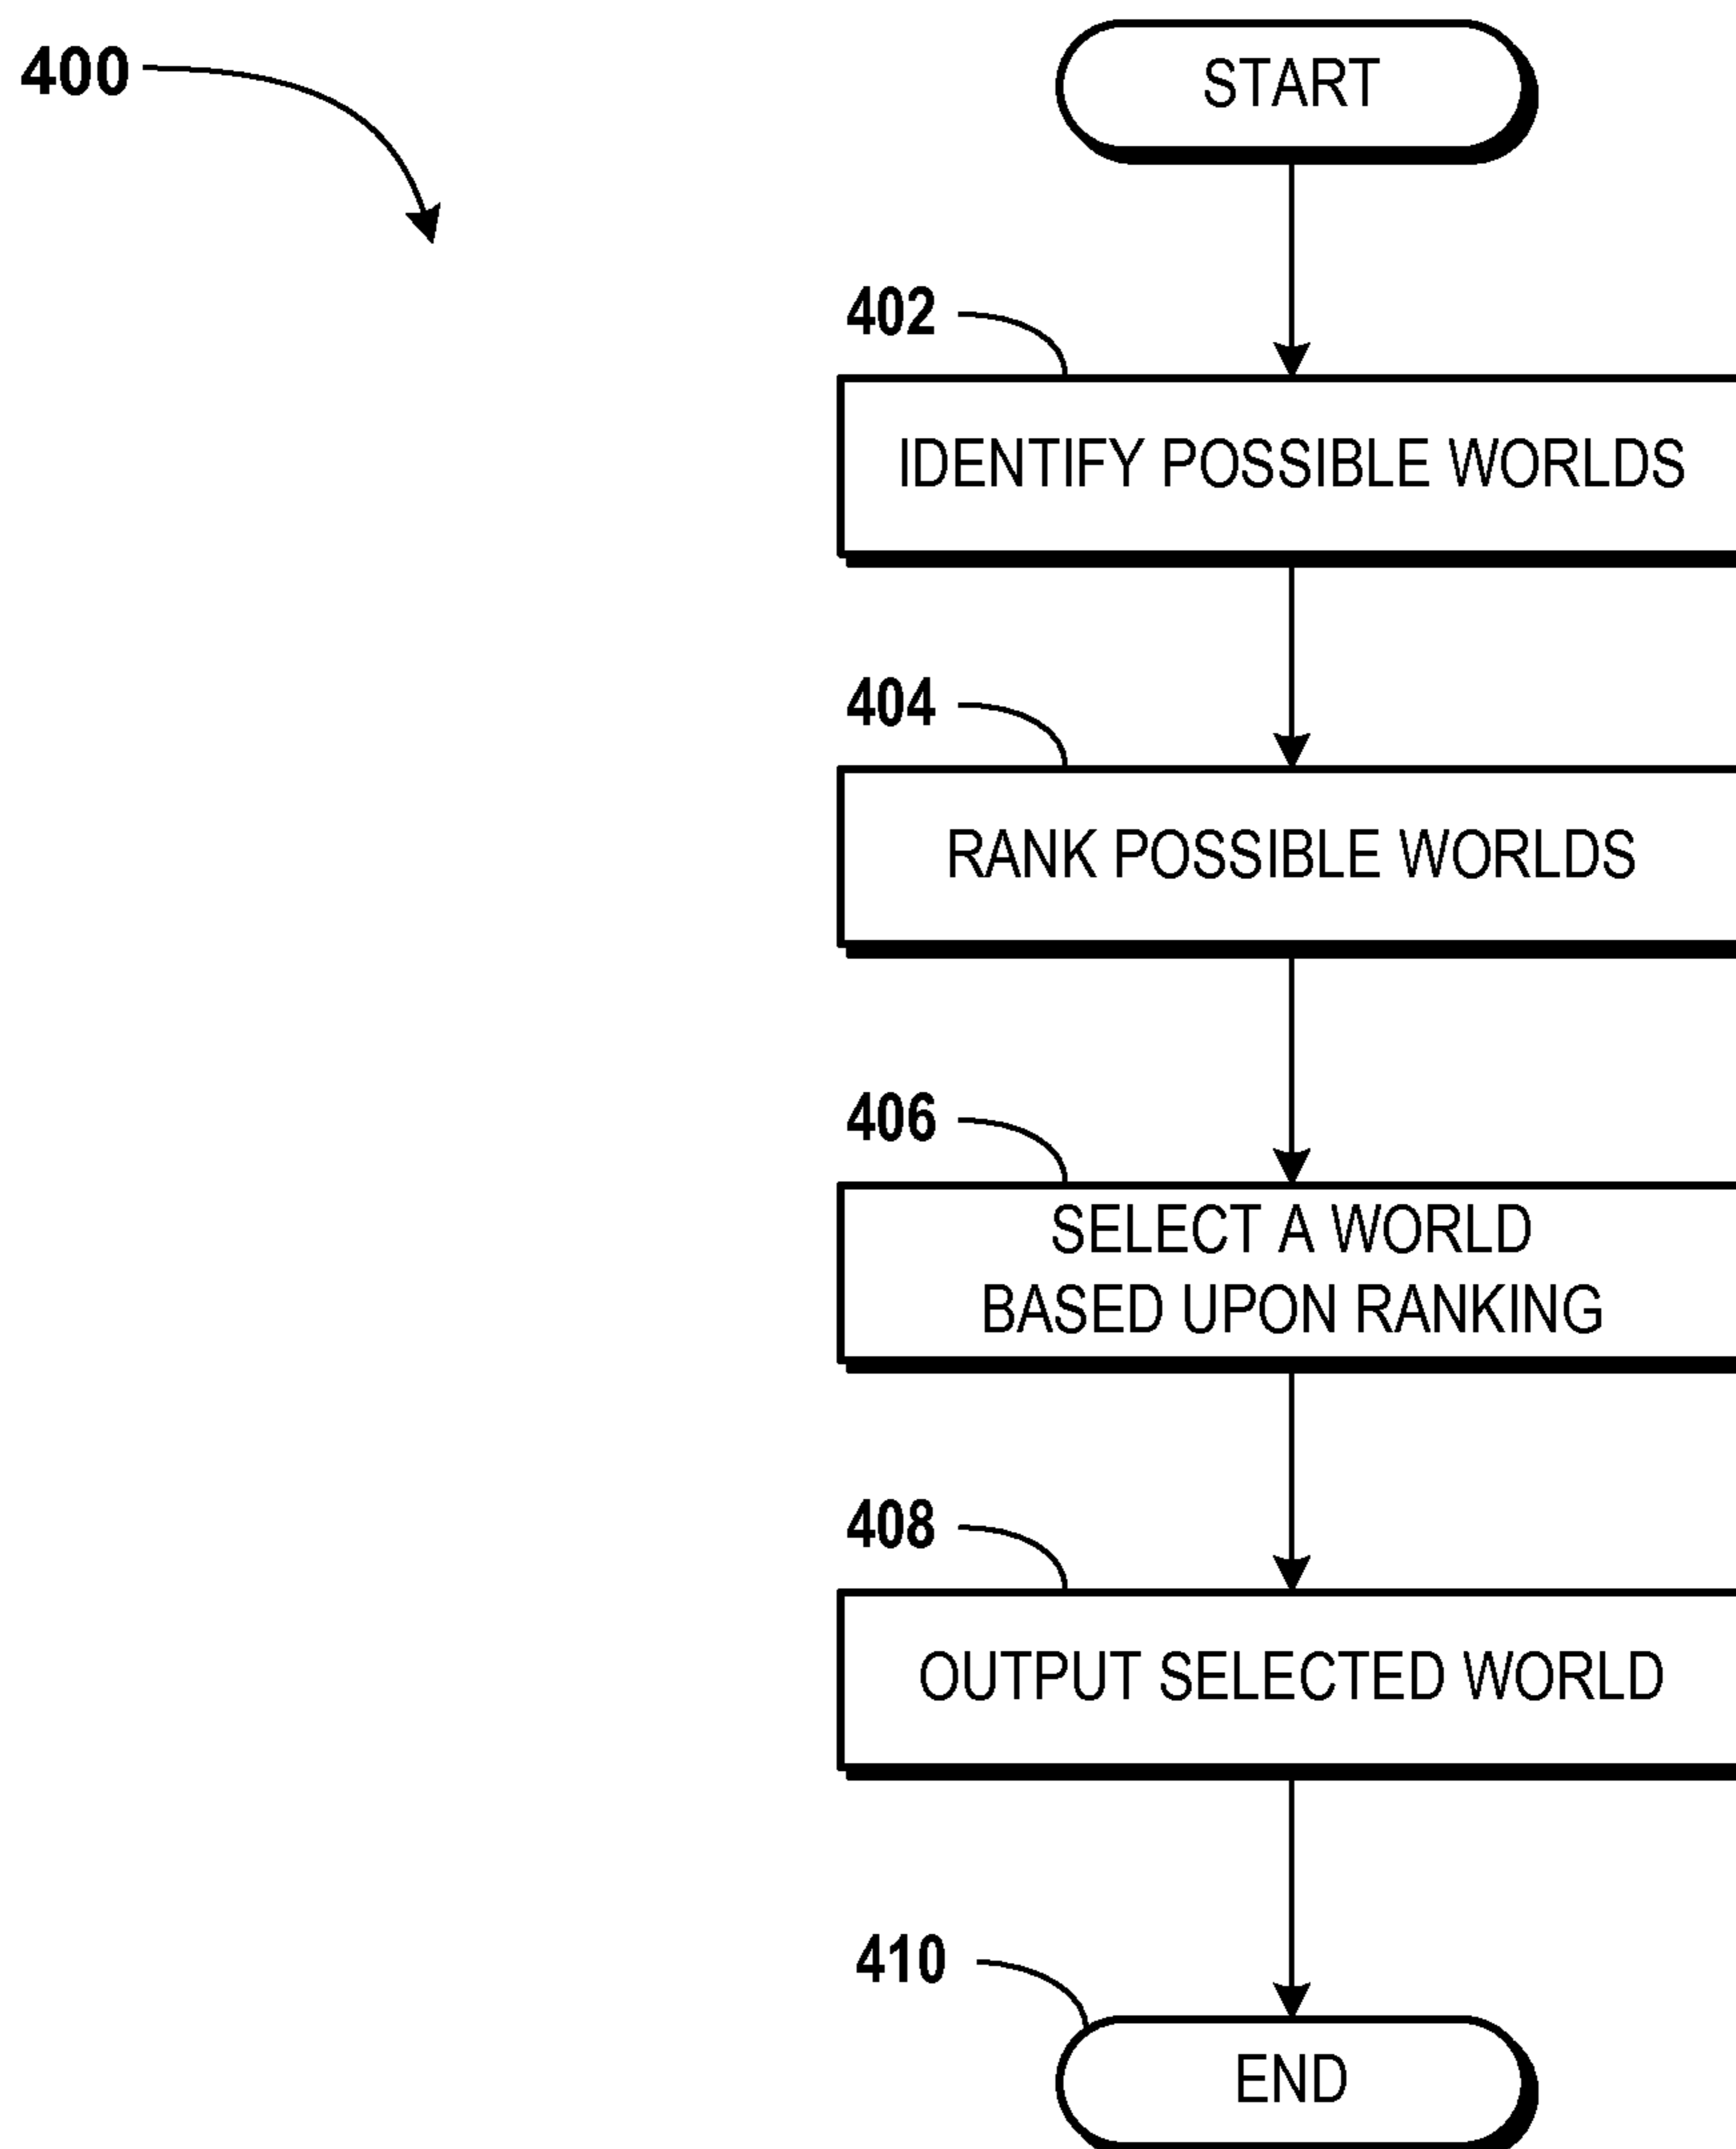 400
START
402
IDENTIFY POSSIBLE WORLDS
404
RANK POSSIBLE WORLDS
406
SELECT A WORLD
BASED UPON RANKING
408
OUTPUT SELECTED WORLD
410
END